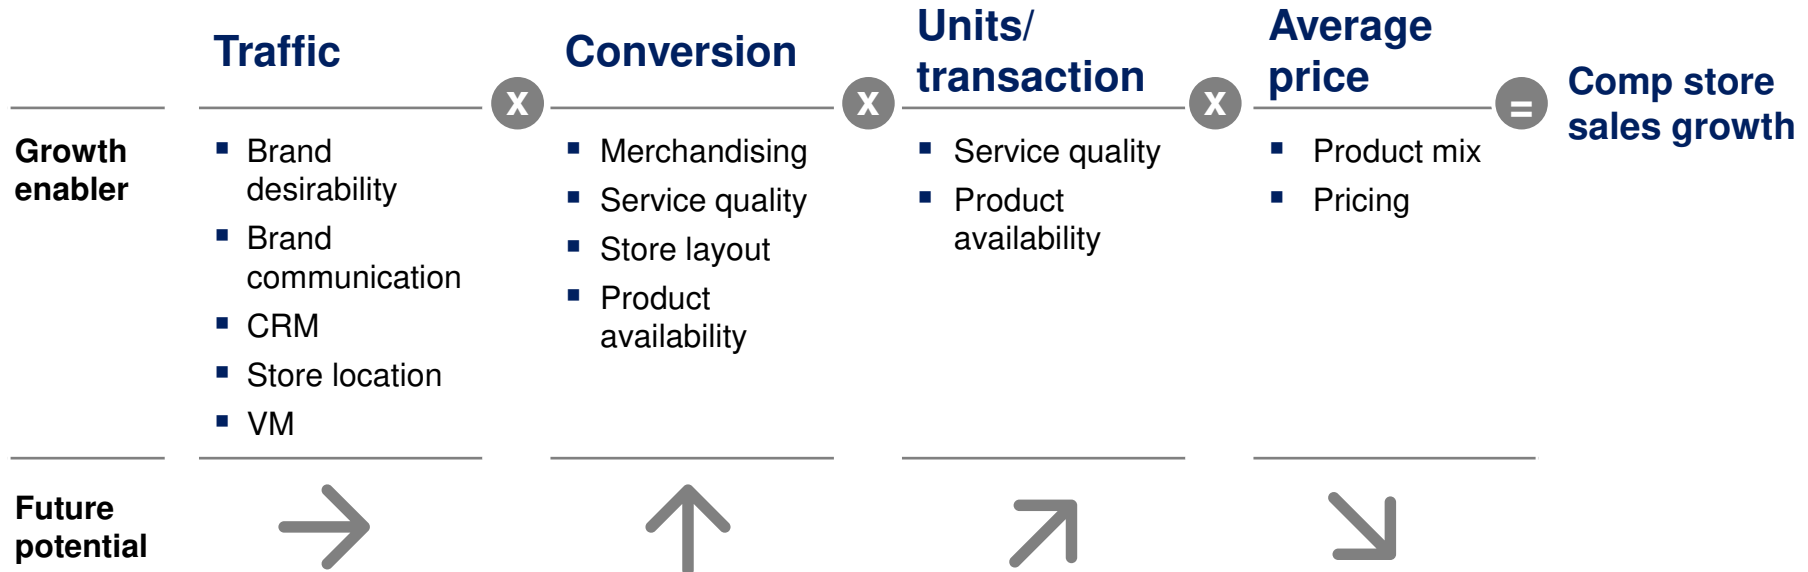 Traffic
x
Conversion
x
Units/
transaction
x
Average
price
=
Comp store
sales growth
Growth
enabler
▪ Brand
desirability
▪ Brand
communication
▪ CRM
▪ Store location
▪ VM
▪ Merchandising
▪ Service quality
▪ Store layout
▪ Product
availability
▪ Service quality
▪ Product
availability
▪ Product mix
▪ Pricing
Future
potential